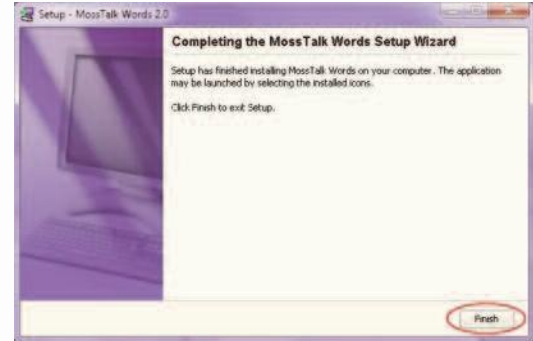 Setup - MossTalk Words 2.0
Completing the MossTalk Words Setup Wizard
Setup has finished installing MossTalk Words on your computer. The application
may be launched by selecting the installed icons.
Click Finish to exit Setup.
Finish